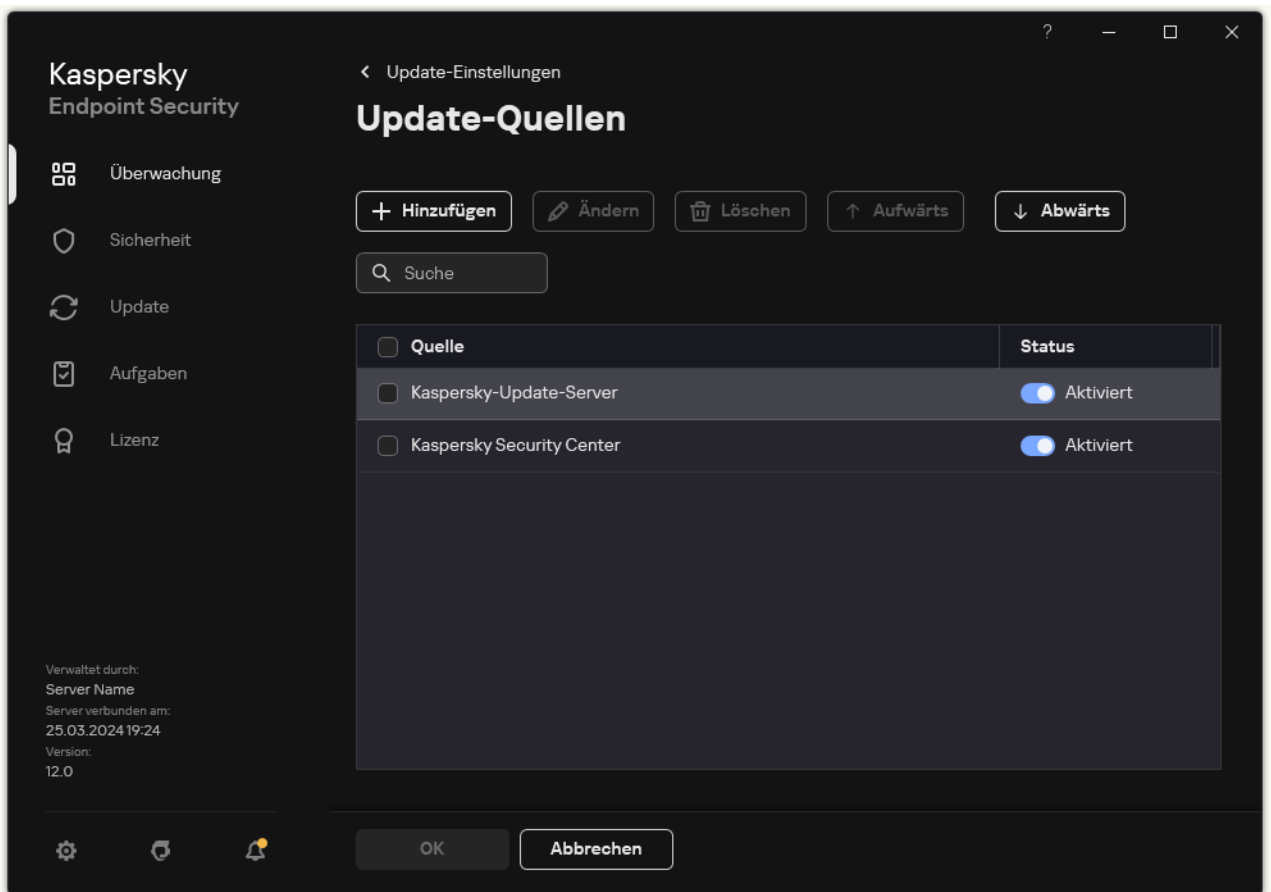 ?
Kaspersky
Endpoint Security
Überwachung
Sicherheit
Update
Aufgaben
Lizenz
Verwaltet durch:
Server Name
Server verbunden am:
25.03.2024 19:24
Version:
12.0
Update-Einstellungen
Update-Quellen
Hinzufügen Ändern Löschen Aufwärts Abwärts
Suche
Quelle Status
Kaspersky-Update-Server Aktiviert
Kaspersky Security Center Aktiviert
OK Abbrechen